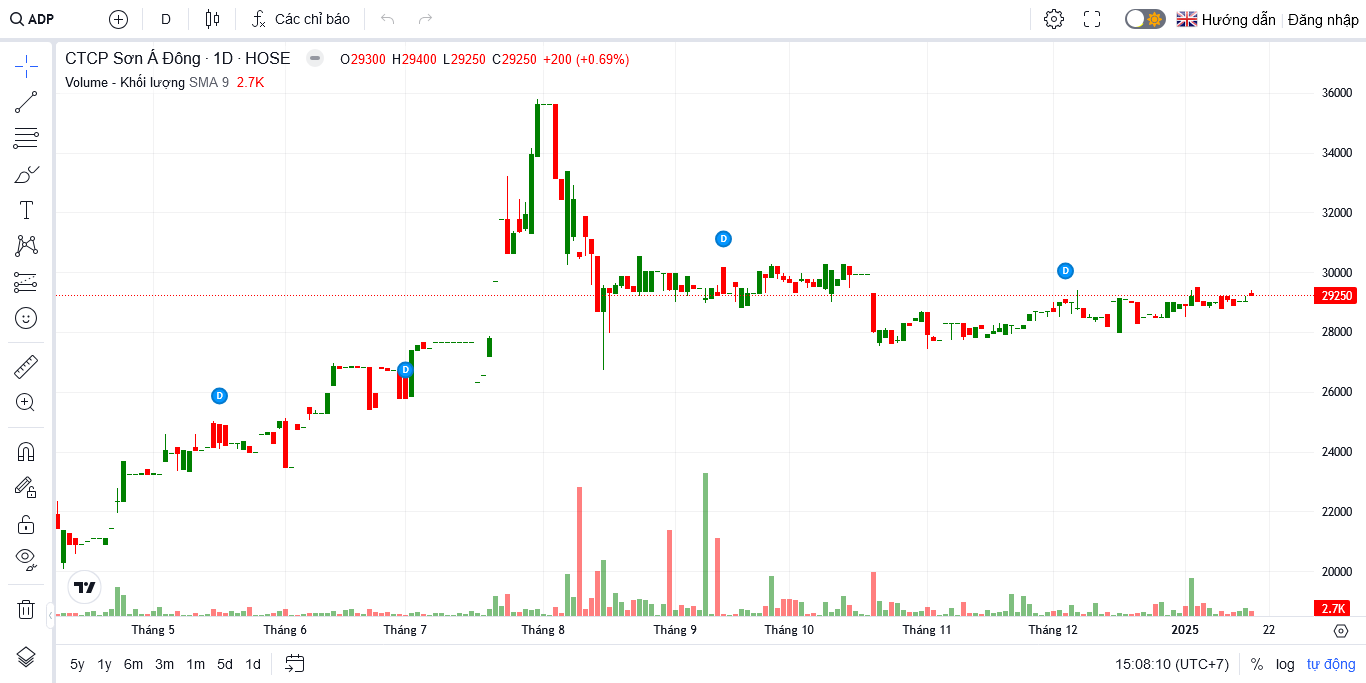 ADP D Các chỉ báo Hướng dẫn Đăng nhập
CTCP Sơn Á Đông · 1D · HOSE O29300 H29400 L29250 C29250 +200 (+0.69%)
Volume - Khối lượng SMA 9 2.7K
36000
34000
32000
D
D
30000
29250
28000
D
26000
D
24000
22000
20000
2.7K
Tháng 5 Tháng 6 Tháng 7 Tháng 8 Tháng 9 Tháng 10 Tháng 11 Tháng 12 2025 22
5y 1y 6m 3m 1m 5d 1d 15:08:10 (UTC+7) % log tự động